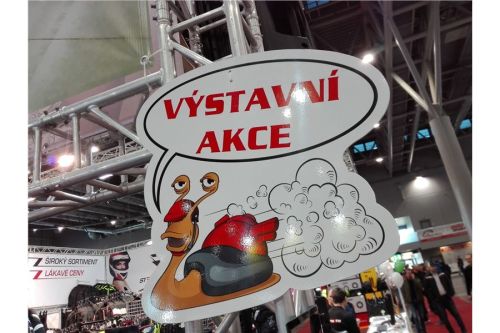 VÝSTAVNÍ
AKCE
ŠIROKÝ SORTIMENT
LÁKAVÉ CENY